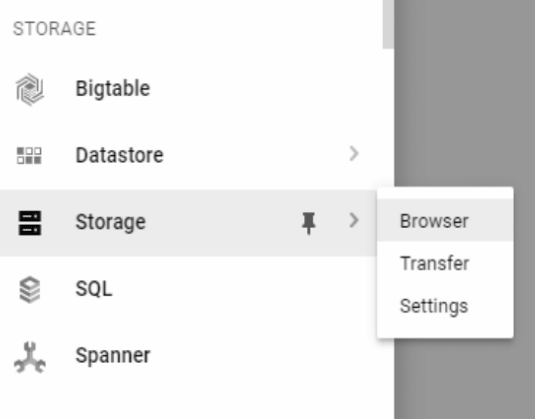 STORAGE
Bigtable
Datastore
Storage
Browser
Transfer
Settings
SQL
Spanner